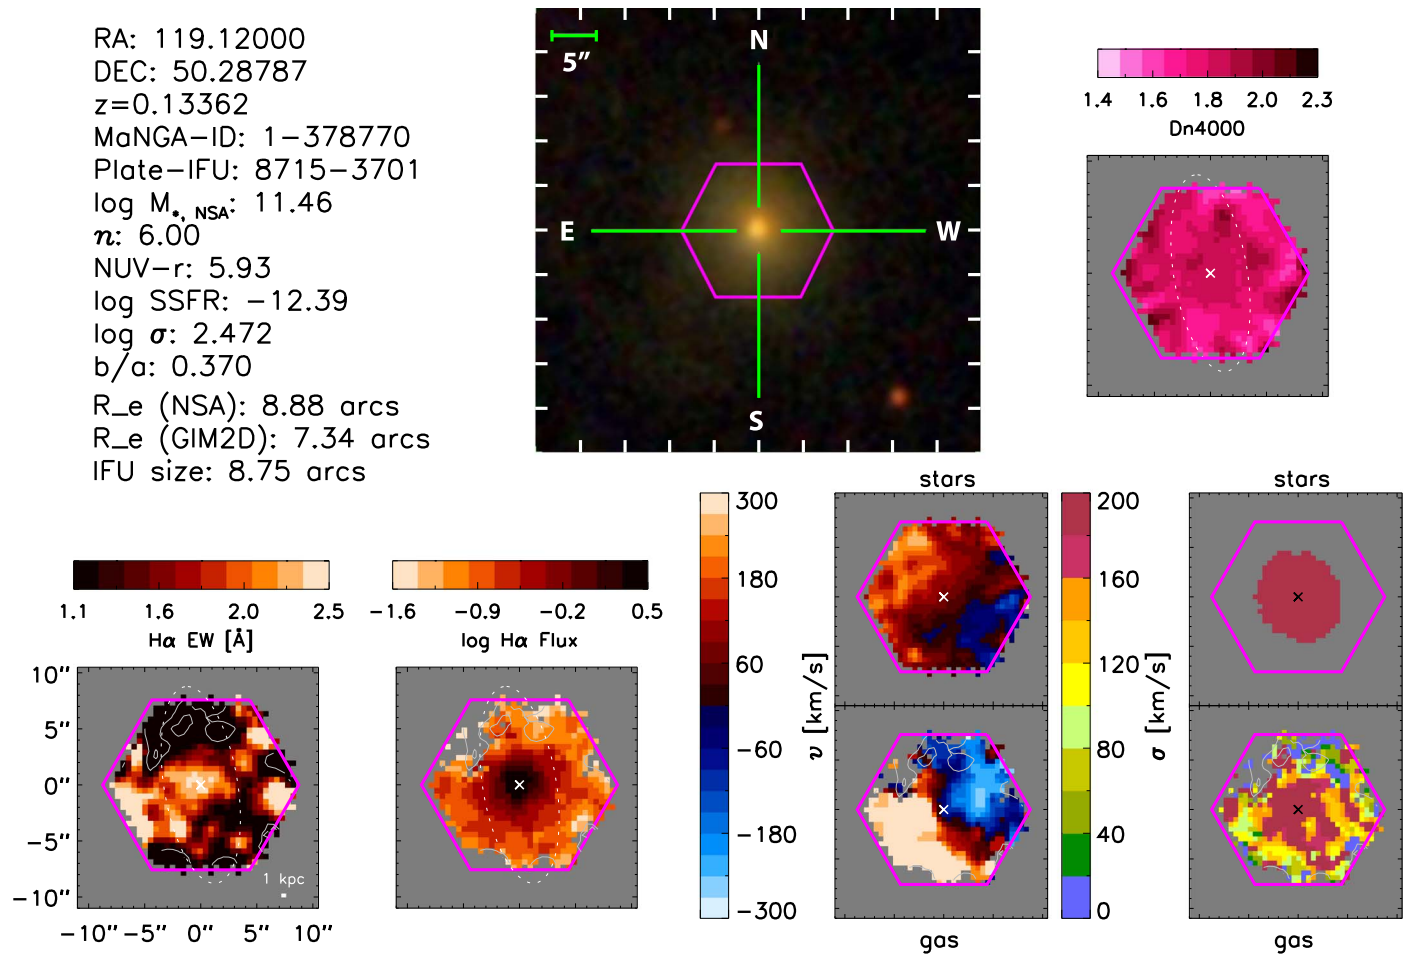 RA: 119.12000
DEC: 50.28787
z=0.13362
MaNGA-ID: 1-378770
Plate-IFU: 8715-3701
log M*, NSA: 11.46
n: 6.00
NUV-r: 5.93
log SSFR: -12.39
log σ: 2.472
b/a: 0.370
R_e (NSA): 8.88 arcs
R_e (GIM2D): 7.34 arcs
IFU size: 8.75 arcs
5"
N
E
W
S
1.4 1.6 1.8 2.0 2.3
Dn4000
1.1 1.6 2.0 2.5
Hα EW [Å]
-1.6 -0.9 -0.2 0.5
log Hα Flux
10"
5"
0"
-5"
-10"
-10" -5" 0" 5" 10"
1 kpc
300
180
60
-60
-180
-300
v [km/s]
stars
gas
200
160
120
80
40
0
σ [km/s]
stars
gas